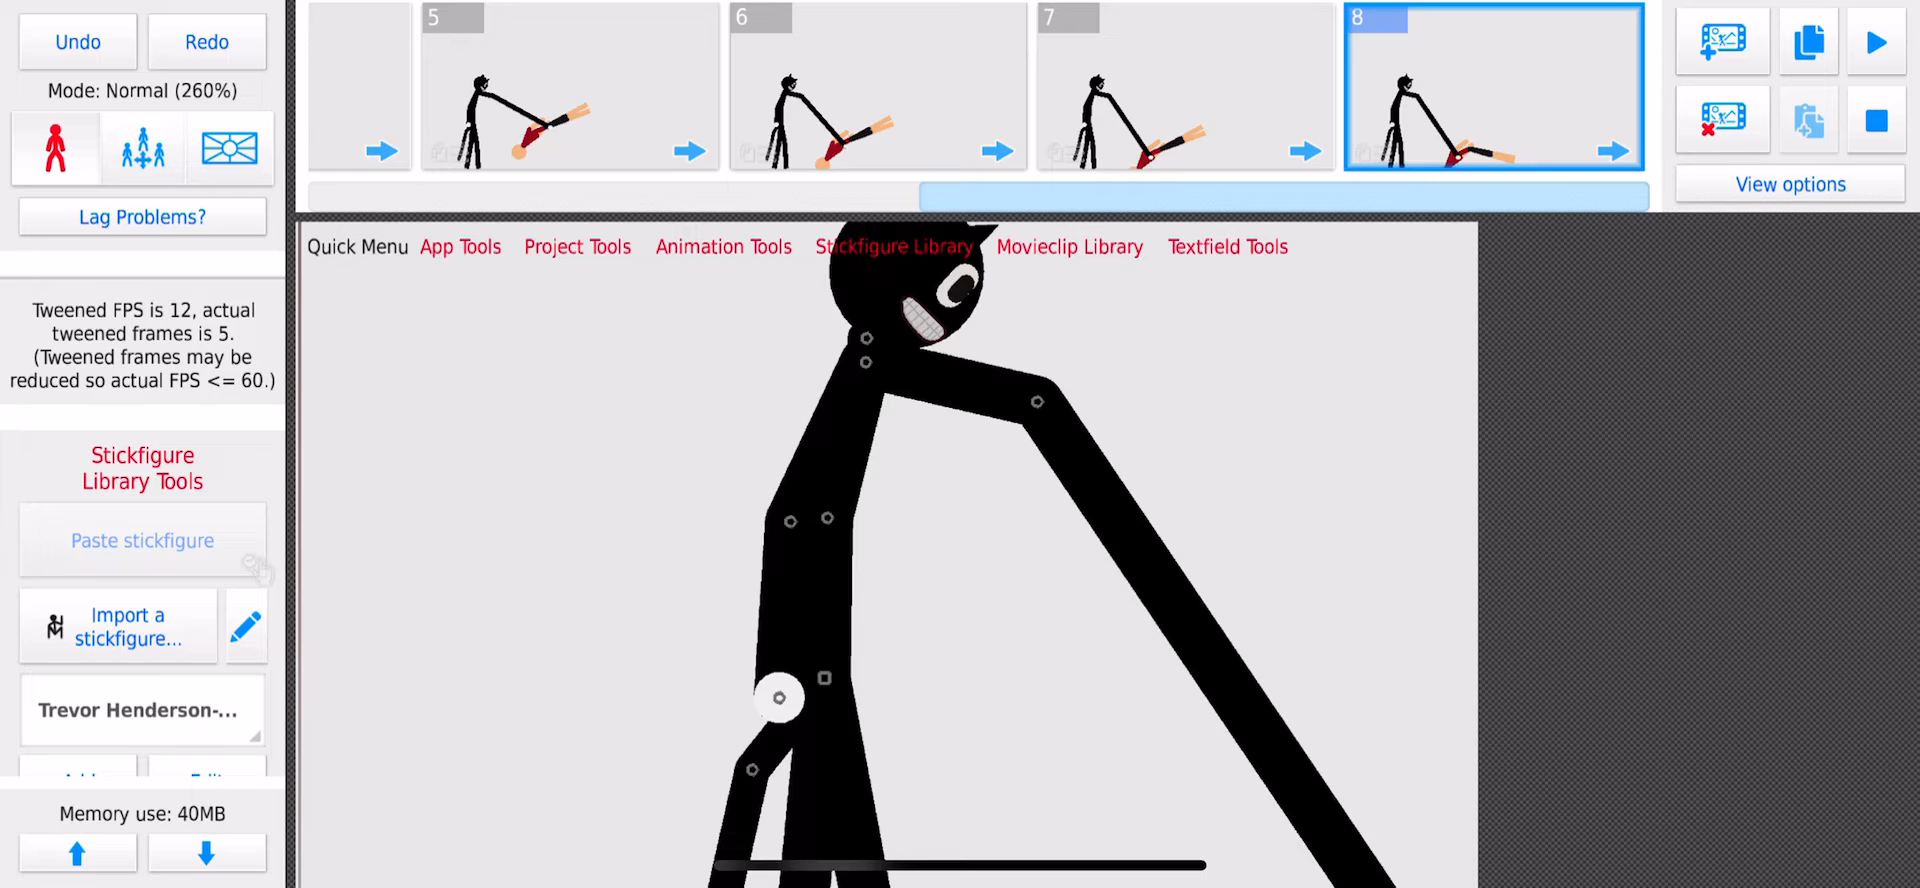 Undo
Redo
Mode: Normal (260%)
Lag Problems?
Tweened FPS is 12, actual
tweened frames is 5.
(Tweened frames may be
reduced so actual FPS <= 60.)
Stickfigure
Library Tools
Paste stickfigure
Import a
stickfigure...
Trevor Henderson-...
Memory use: 40MB
5
6
7
8
View options
Quick Menu
App Tools
Project Tools
Animation Tools
Stickfigure Library
Movieclip Library
Textfield Tools